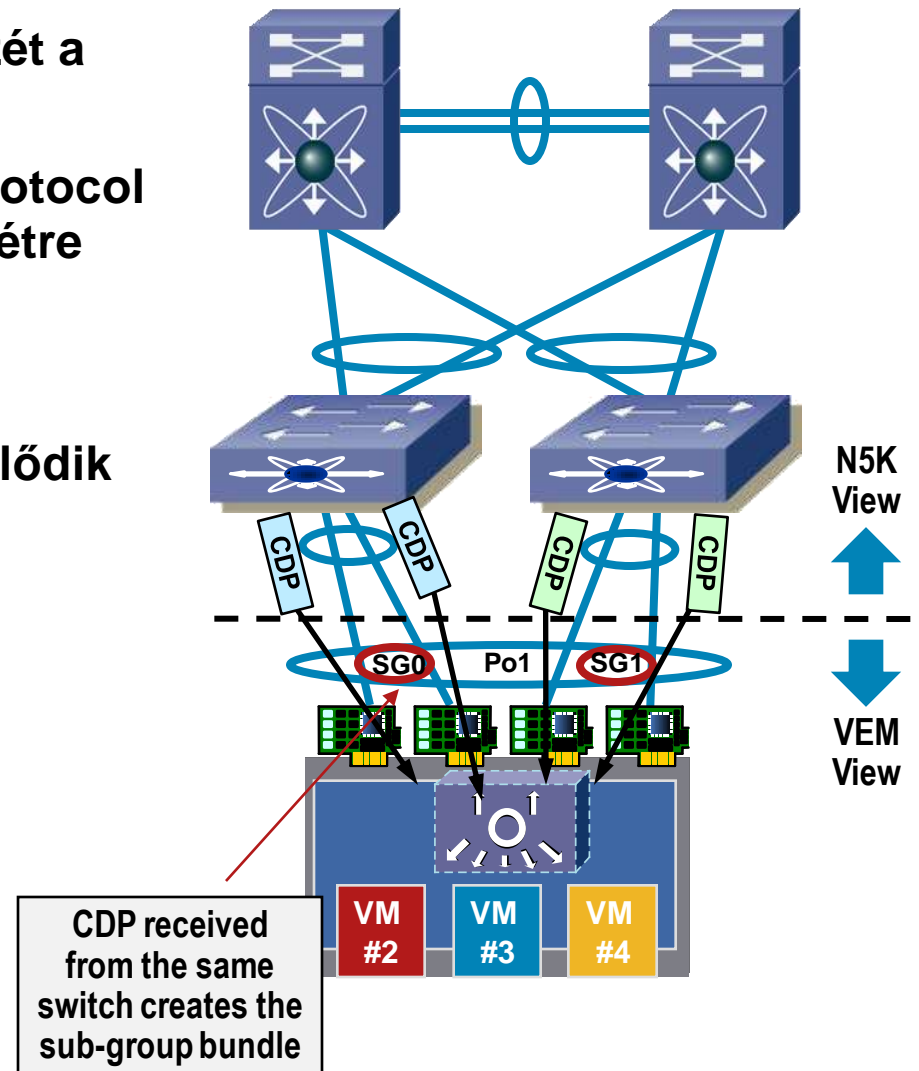 zét a
otocol
étre
lődik
N5K
View
CDP
CDP
CDP
CDP
SG0
Po1
SG1
VEM
View
VM
#2
VM
#3
VM
#4
CDP received
from the same
switch creates the
sub-group bundle